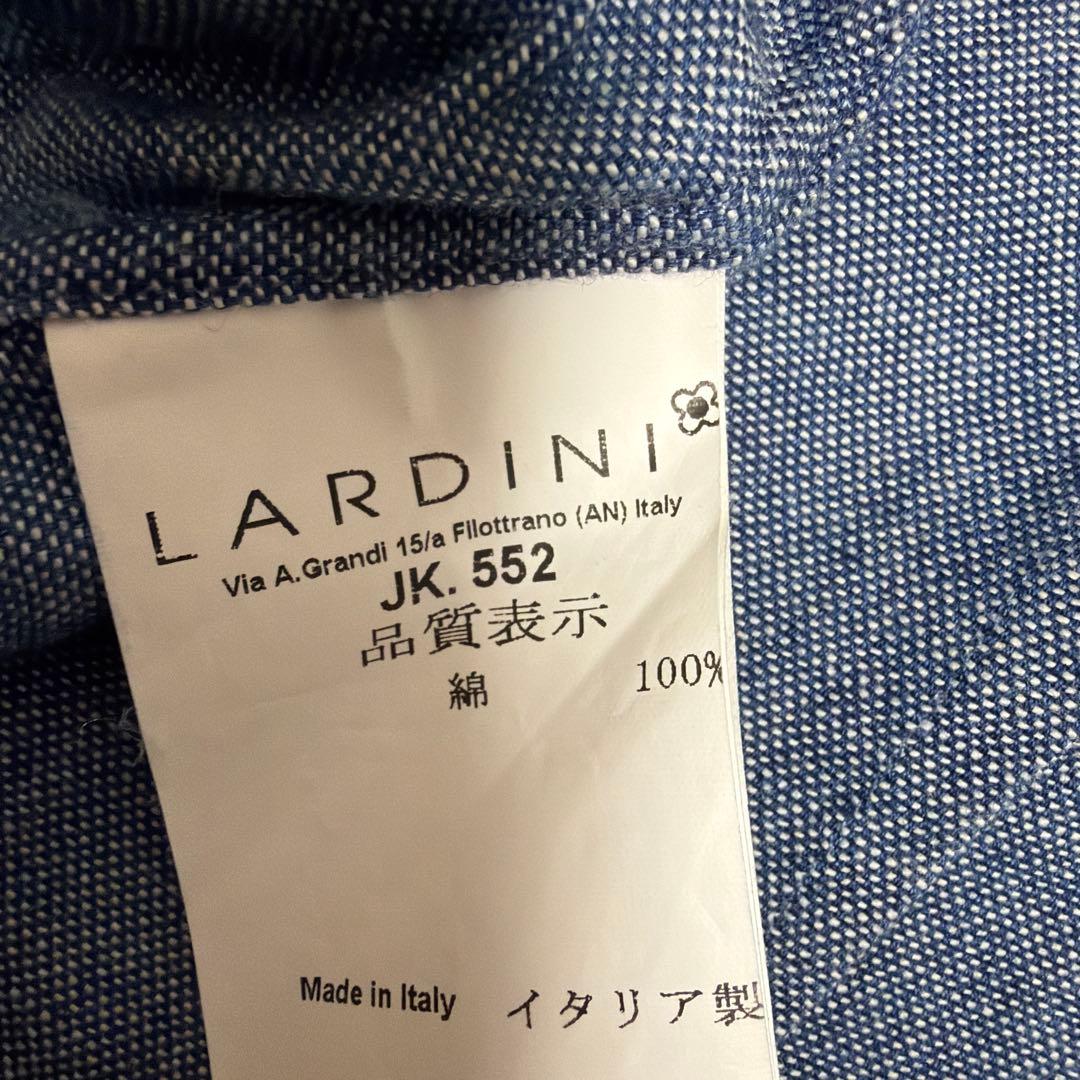 LARDINI
Via A.Grandi 15/a Filottrano (AN) Italy
JK. 552
品質表示
綿 100%
Made in Italy イタリア製